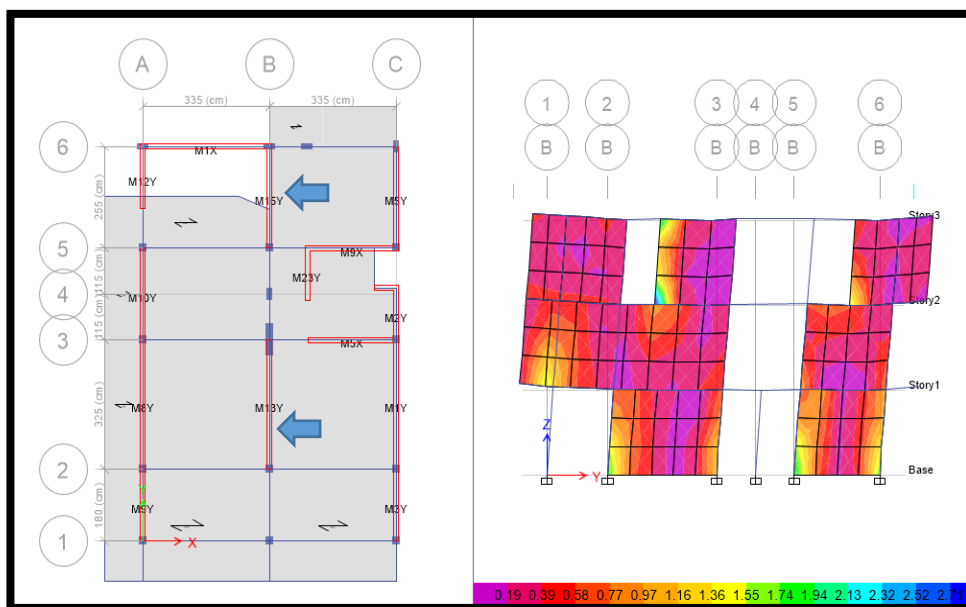 A B C
335 (cm) 335 (cm)
6
M1X
M12Y
255 (cm)
M15Y
M5Y
5
M9X
115 (cm)
M23Y
4
M10Y
115 (cm)
M2Y
3
M5X
325 (cm)
M8Y
M13Y
M1Y
2
180 (cm)
M9Y
M3Y
1
X
1 2 3 4 5 6
B B B B B B
Story3
Story2
Story1
Z
Y
Base
0.19 0.39 0.58 0.77 0.97 1.16 1.36 1.55 1.74 1.94 2.13 2.32 2.52 2.71